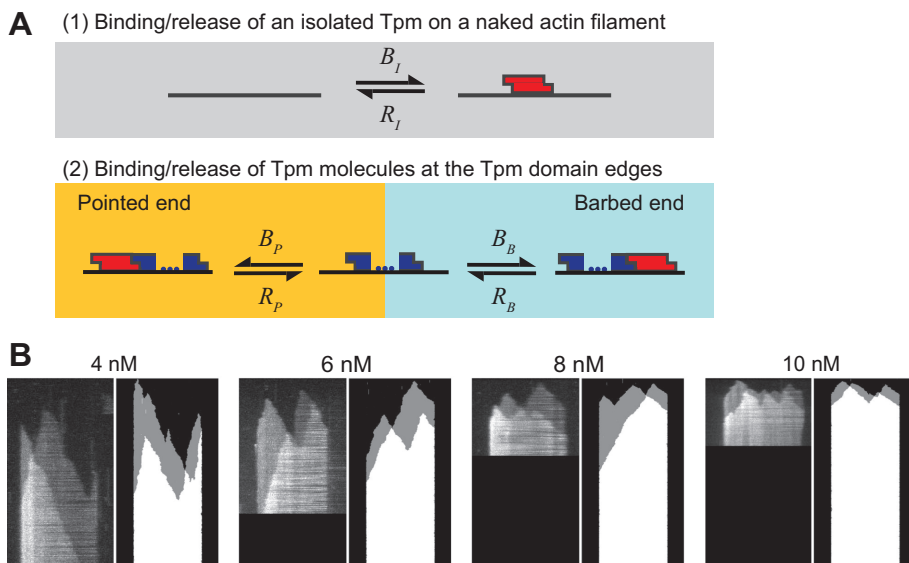 A
(1) Binding/release of an isolated Tpm on a naked actin filament
B_I
R_I
(2) Binding/release of Tpm molecules at the Tpm domain edges
Pointed end
Barbed end
B_P
B_B
R_P
R_B
B
4 nM
6 nM
8 nM
10 nM